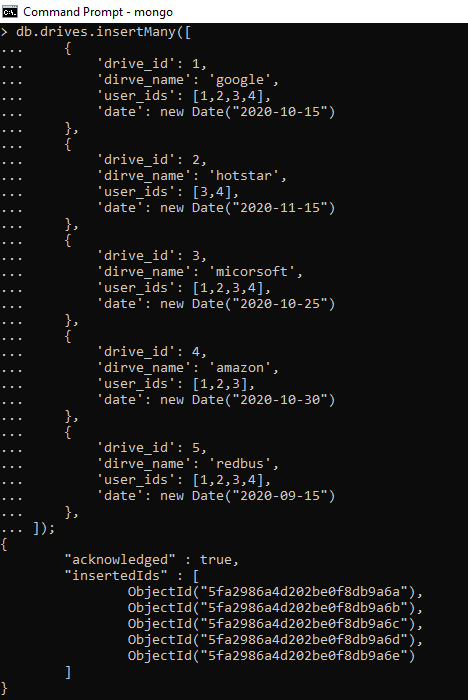 Command Prompt - mongo
> db.drives.insertMany([
...     {
...         'drive_id': 1,
...         'dirve_name': 'google',
...         'user_ids': [1,2,3,4],
...         'date': new Date("2020-10-15")
...     },
...     {
...         'drive_id': 2,
...         'dirve_name': 'hotstar',
...         'user_ids': [3,4],
...         'date': new Date("2020-11-15")
...     },
...     {
...         'drive_id': 3,
...         'dirve_name': 'micorsoft',
...         'user_ids': [1,2,3,4],
...         'date': new Date("2020-10-25")
...     },
...     {
...         'drive_id': 4,
...         'dirve_name': 'amazon',
...         'user_ids': [1,2,3],
...         'date': new Date("2020-10-30")
...     },
...     {
...         'drive_id': 5,
...         'dirve_name': 'redbus',
...         'user_ids': [1,2,3,4],
...         'date': new Date("2020-09-15")
...     },
... ]);
{
        "acknowledged" : true,
        "insertedIds" : [
                ObjectId("5fa2986a4d202be0f8db9a6a"),
                ObjectId("5fa2986a4d202be0f8db9a6b"),
                ObjectId("5fa2986a4d202be0f8db9a6c"),
                ObjectId("5fa2986a4d202be0f8db9a6d"),
                ObjectId("5fa2986a4d202be0f8db9a6e")
        ]
}